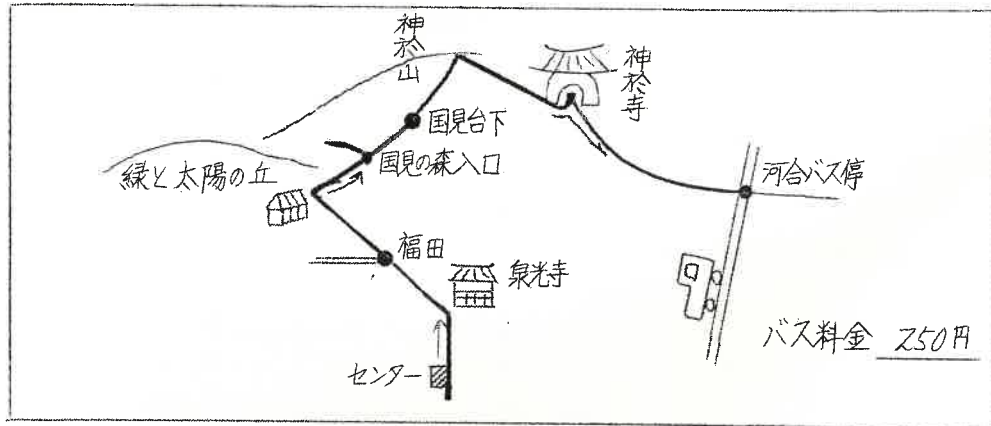 神於山
神於寺
国見台下
国見の森入口
緑と太陽の丘
河合バス停
福田
泉光寺
バス料金 250円
センター